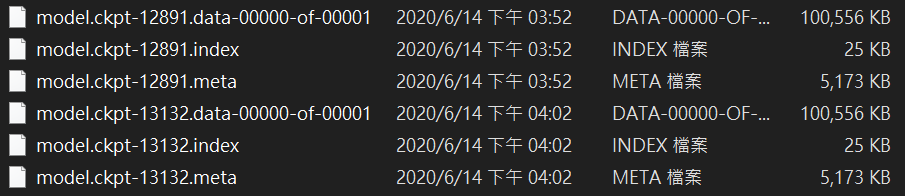 model.ckpt-12891.data-00000-of-00001 2020/6/14 下午 03:52 DATA-00000-OF-... 100,556 KB
model.ckpt-12891.index 2020/6/14 下午 03:52 INDEX 檔案 25 KB
model.ckpt-12891.meta 2020/6/14 下午 03:52 META 檔案 5,173 KB
model.ckpt-13132.data-00000-of-00001 2020/6/14 下午 04:02 DATA-00000-OF-... 100,556 KB
model.ckpt-13132.index 2020/6/14 下午 04:02 INDEX 檔案 25 KB
model.ckpt-13132.meta 2020/6/14 下午 04:02 META 檔案 5,173 KB